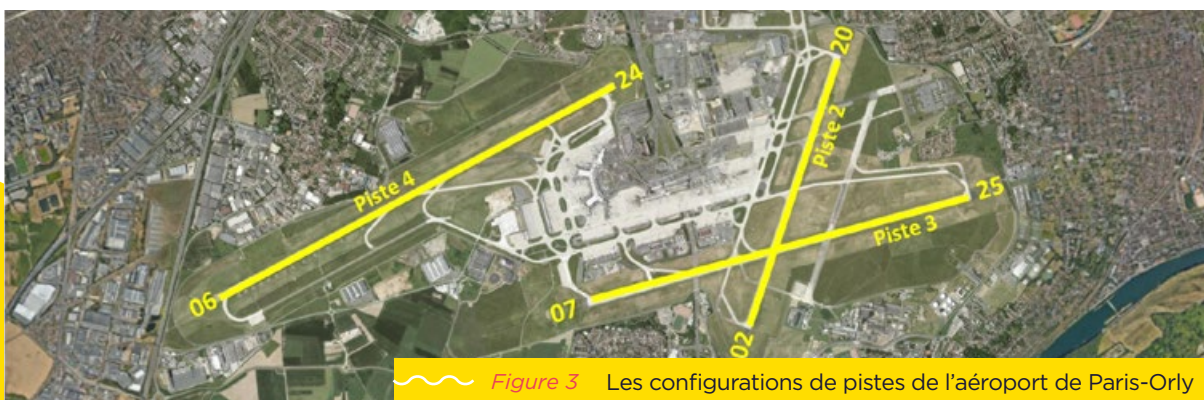 20
24
Piste 2
Piste 4
25
Piste 3
06
07
02
Figure 3 Les configurations de pistes de l'aéroport de Paris-Orly